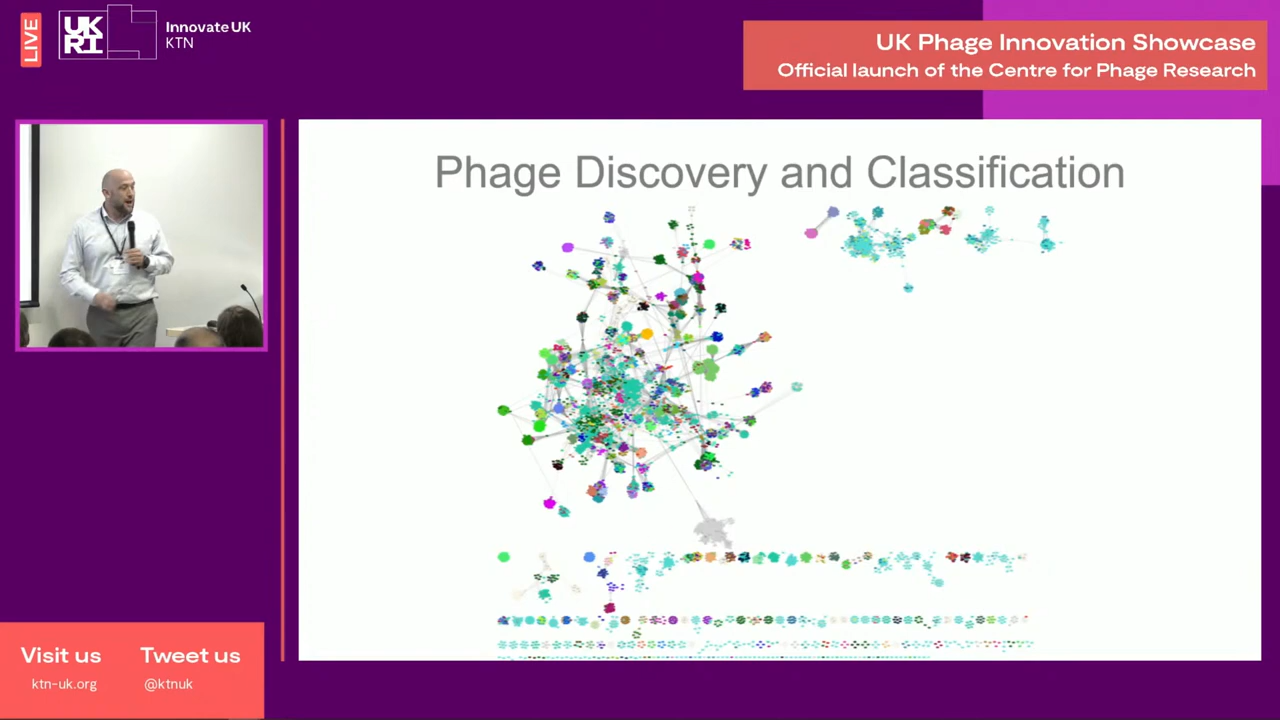 LIVE
UK
RI
Innovate UK
KTN
UK Phage Innovation Showcase
Official launch of the Centre for Phage Research
Phage Discovery and Classification
Visit us
ktn-uk.org
Tweet us
@ktnuk